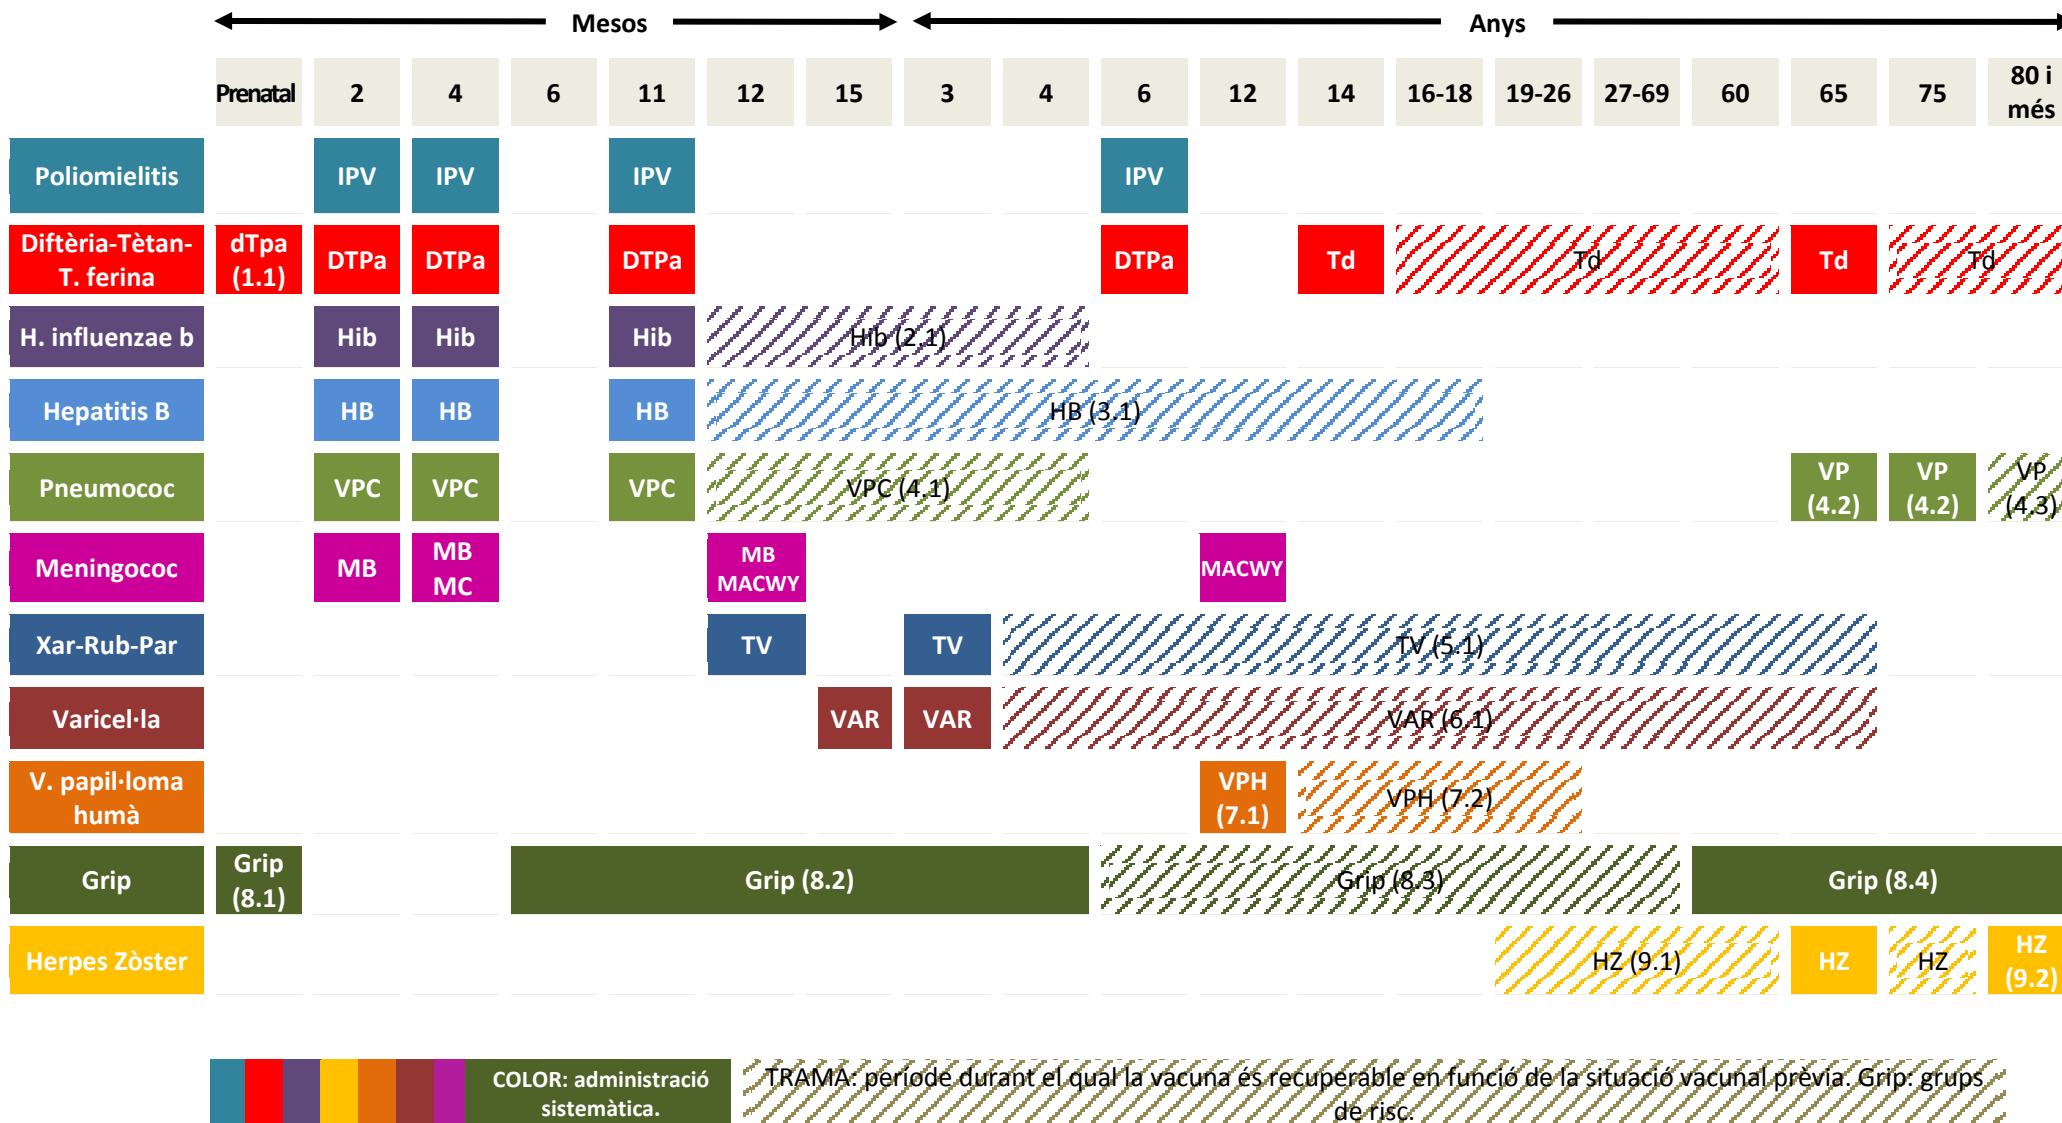 Mesos Anys
Prenatal 2 4 6 11 12 15 3 4 6 12 14 16-18 19-26 27-69 60 65 75 80 i
més
Poliomielitis IPV IPV IPV IPV
Diftèria-Tètan-
T. ferina
dTpa
(1.1)
DTPa DTPa DTPa DTPa Td Td Td Td
H. influenzae b Hib Hib Hib Hib (2.1)
Hepatitis B HB HB HB HB (3.1)
Pneumococ VPC VPC VPC VPC (4.1)
VP
(4.2)
VP
(4.2)
VP
(4.3)
Meningococ MB
MB
MC
MB
MACWY
MACWY
Xar-Rub-Par TV TV TV (5.1)
Varicel·la VAR VAR VAR (6.1)
V. papil·loma
humà
VPH
(7.1)
VPH (7.2)
Grip
Grip
(8.1)
Grip (8.2) Grip (8.3) Grip (8.4)
Herpes Zòster HZ (9.1) HZ HZ
HZ
(9.2)
COLOR: administració
sistemàtica.
TRAMA: període durant el qual la vacuna és recuperable en funció de la situació vacunal prèvia. Grip: grups
de risc.